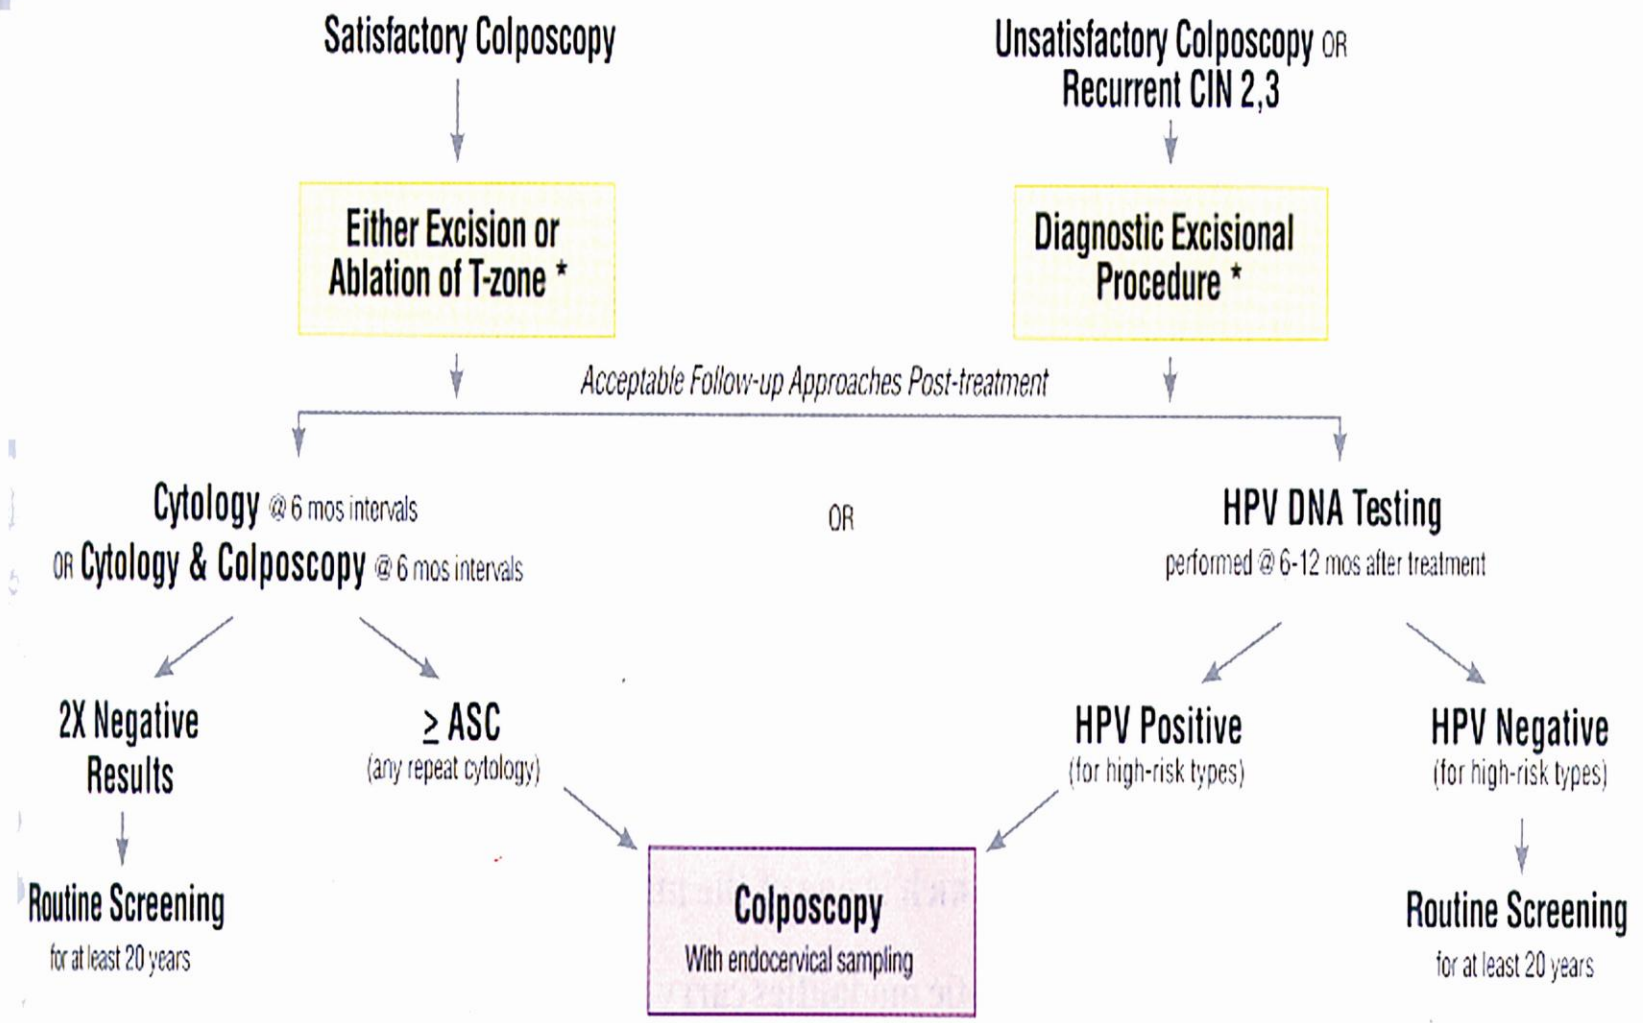 Satisfactory Colposcopy
Unsatisfactory Colposcopy OR
Recurrent CIN 2,3
Either Excision or
Ablation of T-zone *
Diagnostic Excisional
Procedure *
Acceptable Follow-up Approaches Post-treatment
Cytology @ 6 mos intervals
OR Cytology & Colposcopy @ 6 mos intervals
OR
HPV DNA Testing
performed @ 6-12 mos after treatment
2X Negative
Results
≥ ASC
(any repeat cytology)
HPV Positive
(for high-risk types)
HPV Negative
(for high-risk types)
Routine Screening
for at least 20 years
Colposcopy
With endocervical sampling
Routine Screening
for at least 20 years